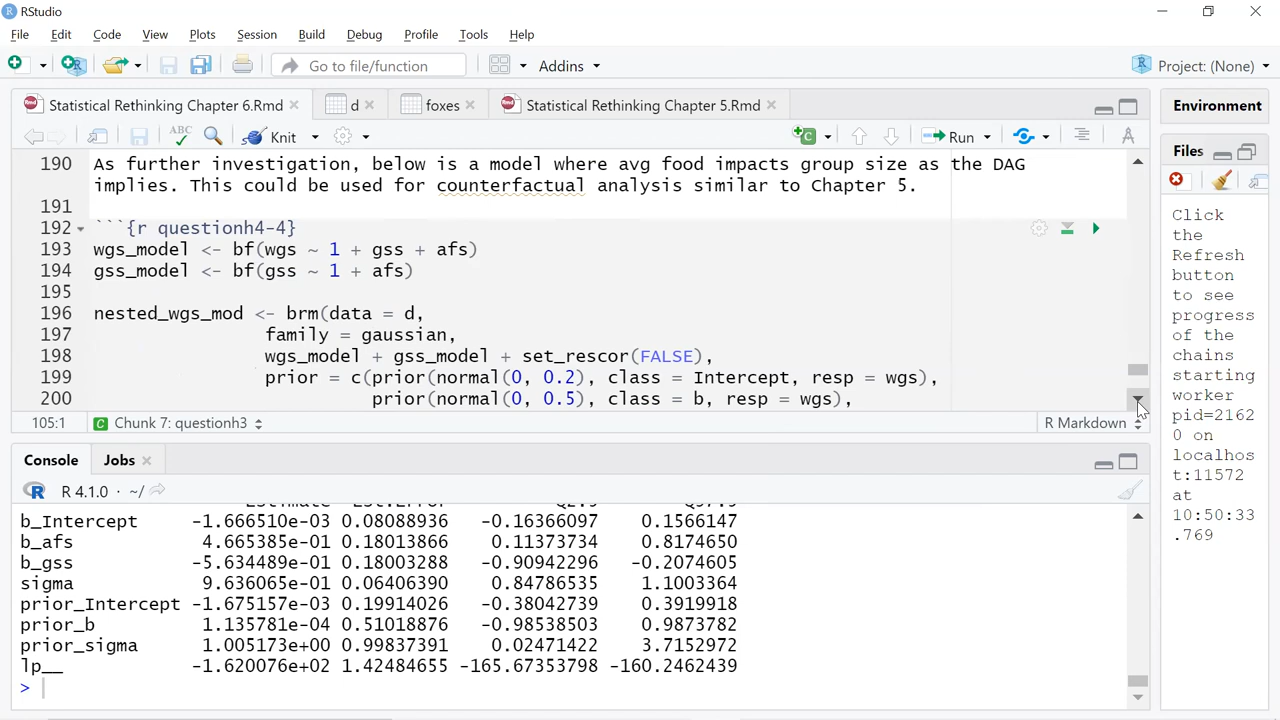 RStudio
File Edit Code View Plots Session Build Debug Profile Tools Help
Go to file/function Addins Project: (None)
Statistical Rethinking Chapter 6.Rmd d foxes Statistical Rethinking Chapter 5.Rmd
ABC Knit Run
190 As further investigation, below is a model where avg food impacts group size as the DAG
implies. This could be used for counterfactual analysis similar to Chapter 5.
191
192 ```{r questionh4-4}
193 wgs_model <- bf(wgs ~ 1 + gss + afs)
194 gss_model <- bf(gss ~ 1 + afs)
195
196 nested_wgs_mod <- brm(data = d,
197 family = gaussian,
198 wgs_model + gss_model + set_rescor(FALSE),
199 prior = c(prior(normal(0, 0.2), class = Intercept, resp = wgs),
200 prior(normal(0, 0.5), class = b, resp = wgs),
105:1 C Chunk 7: questionh3 R Markdown
Console Jobs
R R 4.1.0 · ~/
b_Intercept -1.666510e-03 0.08088936 -0.16366097 0.1566147
b_afs 4.665385e-01 0.18013866 0.11373734 0.8174650
b_gss -5.634489e-01 0.18003288 -0.90942296 -0.2074605
sigma 9.636065e-01 0.06406390 0.84786535 1.1003364
prior_Intercept -1.675157e-03 0.19914026 -0.38042739 0.3919918
prior_b 1.135781e-04 0.51018876 -0.98538503 0.9873782
prior_sigma 1.005173e+00 0.99837391 0.02471422 3.7152972
lp__ -1.620076e+02 1.42484655 -165.67353798 -160.2462439
>
Environment
Files
Click
the
Refresh
button
to see
progress
of the
chains
starting
worker
pid=2162
0 on
localhos
t:11572
at
10:50:33
.769